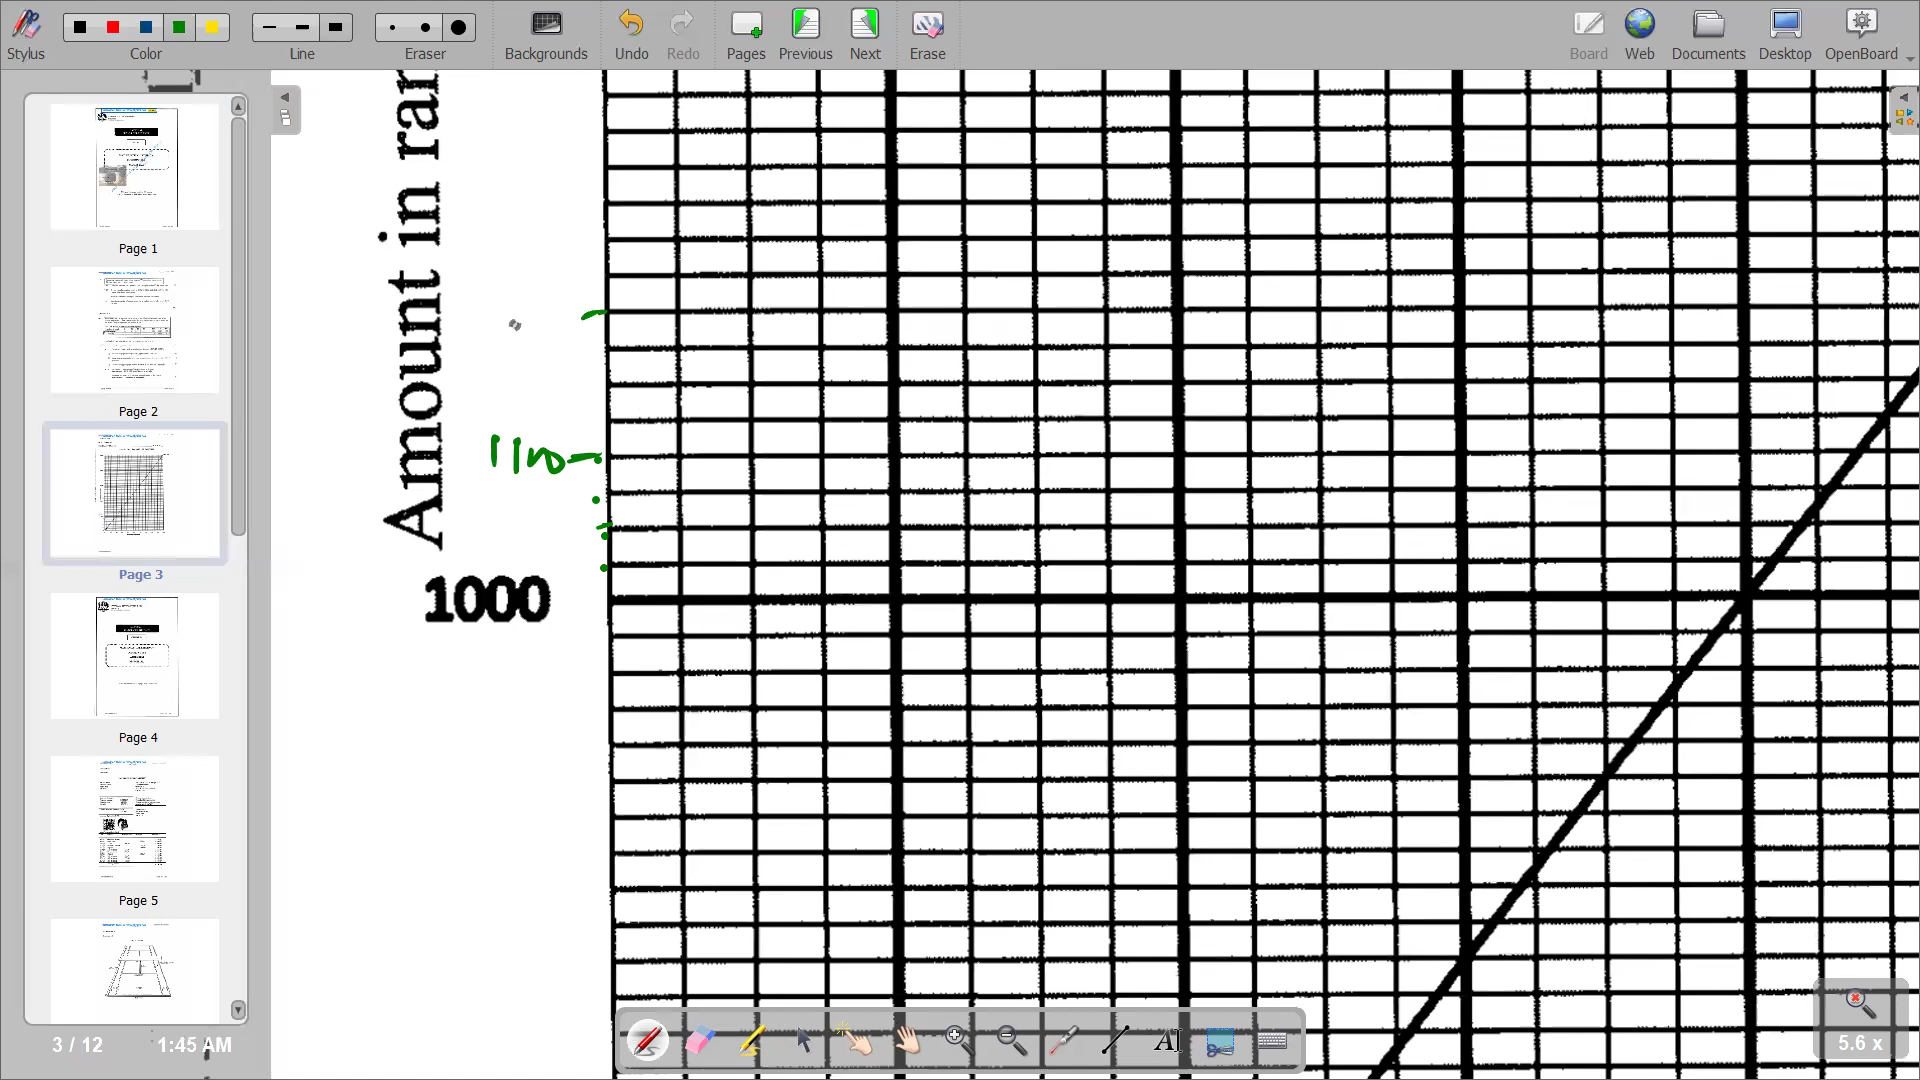 Stylus
Color
Line
Eraser
Backgrounds
Undo
Redo
Pages
Previous
Next
Erase
Board
Web
Documents
Desktop
OpenBoard
Page 1
Page 2
Page 3
Page 4
Page 5
3 / 12
1:45 AM
Amount in ran
1100
1000
5.6 x